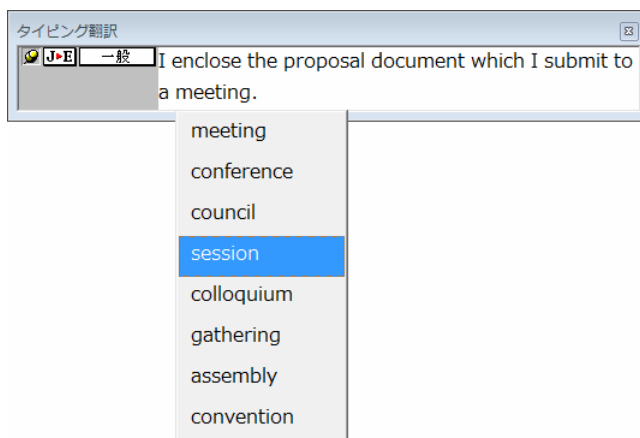 タイピング翻訳
J▶E 一般 I enclose the proposal document which I submit to
a meeting.
meeting
conference
council
session
colloquium
gathering
assembly
convention